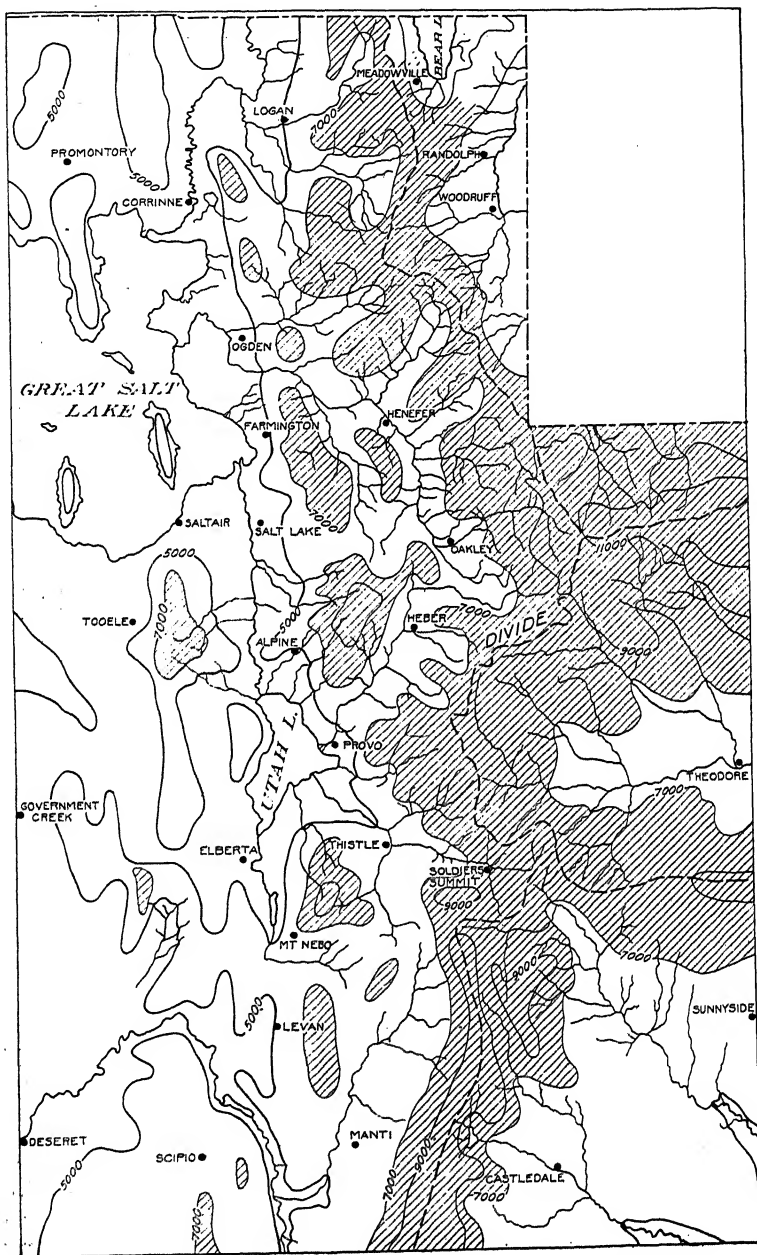 BEAR L
MEADOWVILLE
5000
5000
LOGAN
7000
PROMONTORY
RANDOLPH
CORRINNE
WOODRUFF
OGDEN
GREAT SALT
LAKE
HENEFER
FARMINGTON
7000
SALTAIR
SALT LAKE
OAKLEY
11000
5000
7000
TOOELE
5000
7000
HEBER
DIVIDE
ALPINE
9000
UTAH L.
PROVO
THEODORE
7000
GOVERNMENT
CREEK
ELBERTA
THISTLE
SOLDIERS
SUMMIT
9000
MT NEBO
7000
9000
SUNNYSIDE
5000
LEVAN
DESERET
MANTI
SCIPIO
5000
CASTLEDALE
7000
9000
7000
7000